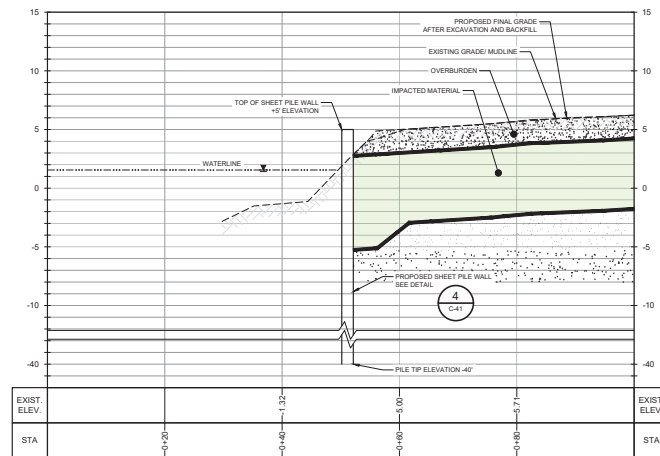 15
15
PROPOSED FINAL GRADE
AFTER EXCAVATION AND BACKFILL
EXISTING GRADE/ MUDLINE
10
10
OVERBURDEN
IMPACTED MATERIAL
TOP OF SHEET PILE WALL
+5' ELEVATION
5
5
WATERLINE
0
0
-5
-5
PROPOSED SHEET PILE WALL
SEE DETAIL
4
C-41
-10
-10
-40
-40
PILE TIP ELEVATION -40'
EXIST.
ELEV.
-1.32
5.00
5.71
EXIST.
ELEV.
STA
0+20
0+40
0+60
0+80
STA